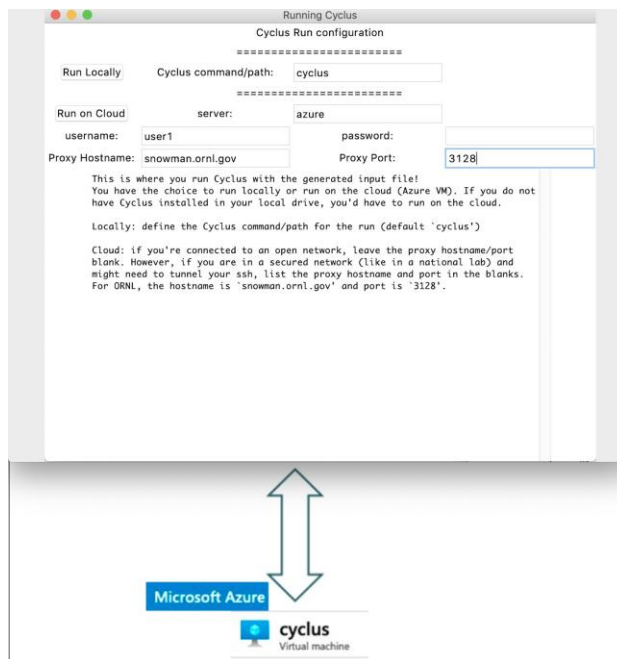 Running Cyclus
Cyclus Run configuration
========================
Run Locally Cyclus command/path: cyclus
========================
Run on Cloud server: azure
username: user1 password:
Proxy Hostname: snowman.ornl.gov Proxy Port: 3128
This is where you run Cyclus with the generated input file!
You have the choice to run locally or run on the cloud (Azure VM). If you do not
have Cyclus installed in your local drive, you'd have to run on the cloud.
Locally: define the Cyclus command/path for the run (default `cyclus')
Cloud: if you're connected to an open network, leave the proxy hostname/port
blank. However, if you are in a secured network (like in a national lab) and
might need to tunnel your ssh, list the proxy hostname and port in the blanks.
For ORNL, the hostname is `snowman.ornl.gov' and port is `3128'.
Microsoft Azure
cyclus
Virtual machine